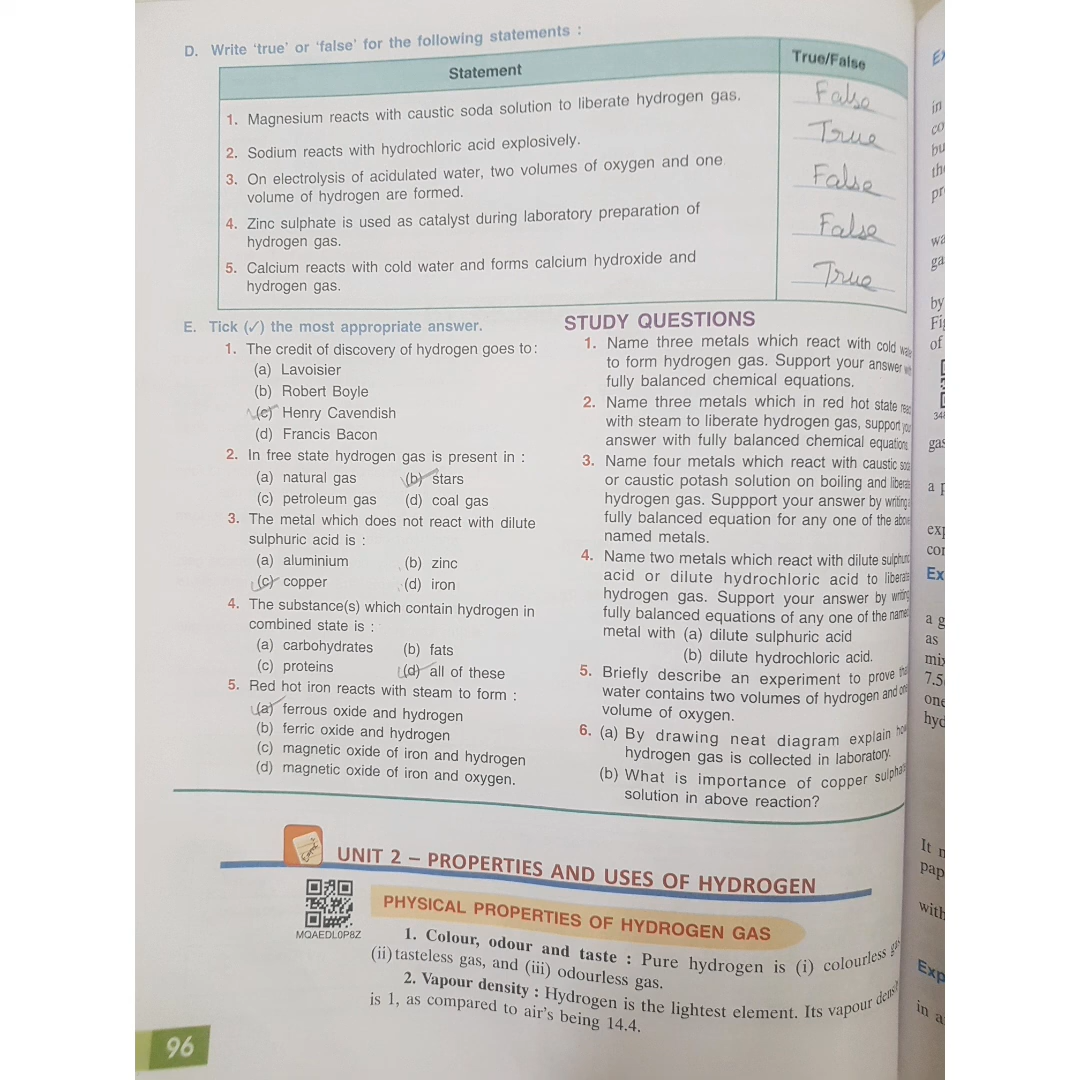 D. Write 'true' or 'false' for the following statements :
Statement
True/False
1. Magnesium reacts with caustic soda solution to liberate hydrogen gas.
False
2. Sodium reacts with hydrochloric acid explosively.
True
3. On electrolysis of acidulated water, two volumes of oxygen and one
volume of hydrogen are formed.
False
4. Zinc sulphate is used as catalyst during laboratory preparation of
hydrogen gas.
False
5. Calcium reacts with cold water and forms calcium hydroxide and
hydrogen gas.
True
E. Tick (✓) the most appropriate answer.
1. The credit of discovery of hydrogen goes to:
(a) Lavoisier
(b) Robert Boyle
(c) Henry Cavendish
(d) Francis Bacon
2. In free state hydrogen gas is present in :
(a) natural gas (b) stars
(c) petroleum gas (d) coal gas
3. The metal which does not react with dilute
sulphuric acid is :
(a) aluminium (b) zinc
(c) copper (d) iron
4. The substance(s) which contain hydrogen in
combined state is :
(a) carbohydrates (b) fats
(c) proteins (d) all of these
5. Red hot iron reacts with steam to form :
(a) ferrous oxide and hydrogen
(b) ferric oxide and hydrogen
(c) magnetic oxide of iron and hydrogen
(d) magnetic oxide of iron and oxygen.
STUDY QUESTIONS
1. Name three metals which react with cold
to form hydrogen gas. Support your answer
fully balanced chemical equations.
2. Name three metals which in red hot state
with steam to liberate hydrogen gas, support
answer with fully balanced chemical
3. Name four metals which react with caustic
or caustic potash solution on boiling and
hydrogen gas. Suppport your answer by
fully balanced equation for any one of the
named metals.
4. Name two metals which react with dilute
acid or dilute hydrochloric acid to
hydrogen gas. Support your answer by
fully balanced equations of any one of the
metal with (a) dilute sulphuric acid
(b) dilute hydrochloric acid.
5. Briefly describe an experiment to prove
water contains two volumes of hydrogen and
volume of oxygen.
6. (a) By drawing neat diagram explain
hydrogen gas is collected in laboratory.
(b) What is importance of copper
solution in above reaction?
UNIT 2 – PROPERTIES AND USES OF HYDROGEN
MQAEDL0P8Z
PHYSICAL PROPERTIES OF HYDROGEN GAS
1. Colour, odour and taste : Pure hydrogen is (i) colourless
(ii) tasteless gas, and (iii) odourless gas.
2. Vapour density : Hydrogen is the lightest element. Its vapour
is 1, as compared to air's being 14.4.
96